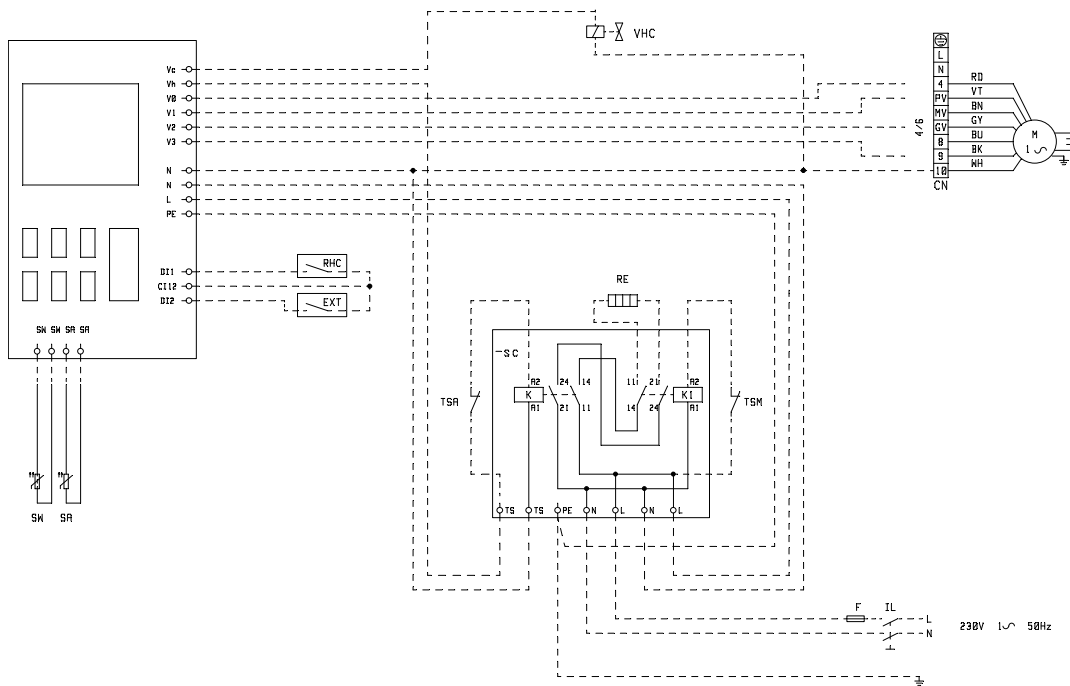 VHC
Vc
Vh
V0
V1
V2
V3
N
N
L
PE
DI1
CI12
DI2
RHC
EXT
SW SW SA SA
SW SA
L
N
4
PV
MV
GV
8
9
10
CN
4/6
RD
VT
BN
GY
BU
BK
WH
M
1
RE
SC
TSA
K
A2
A1
24 14
21 11
11 21
14 24
K1
A2
A1
TSM
TS TS PE N L N L
F IL
L
N
230V 1 50Hz